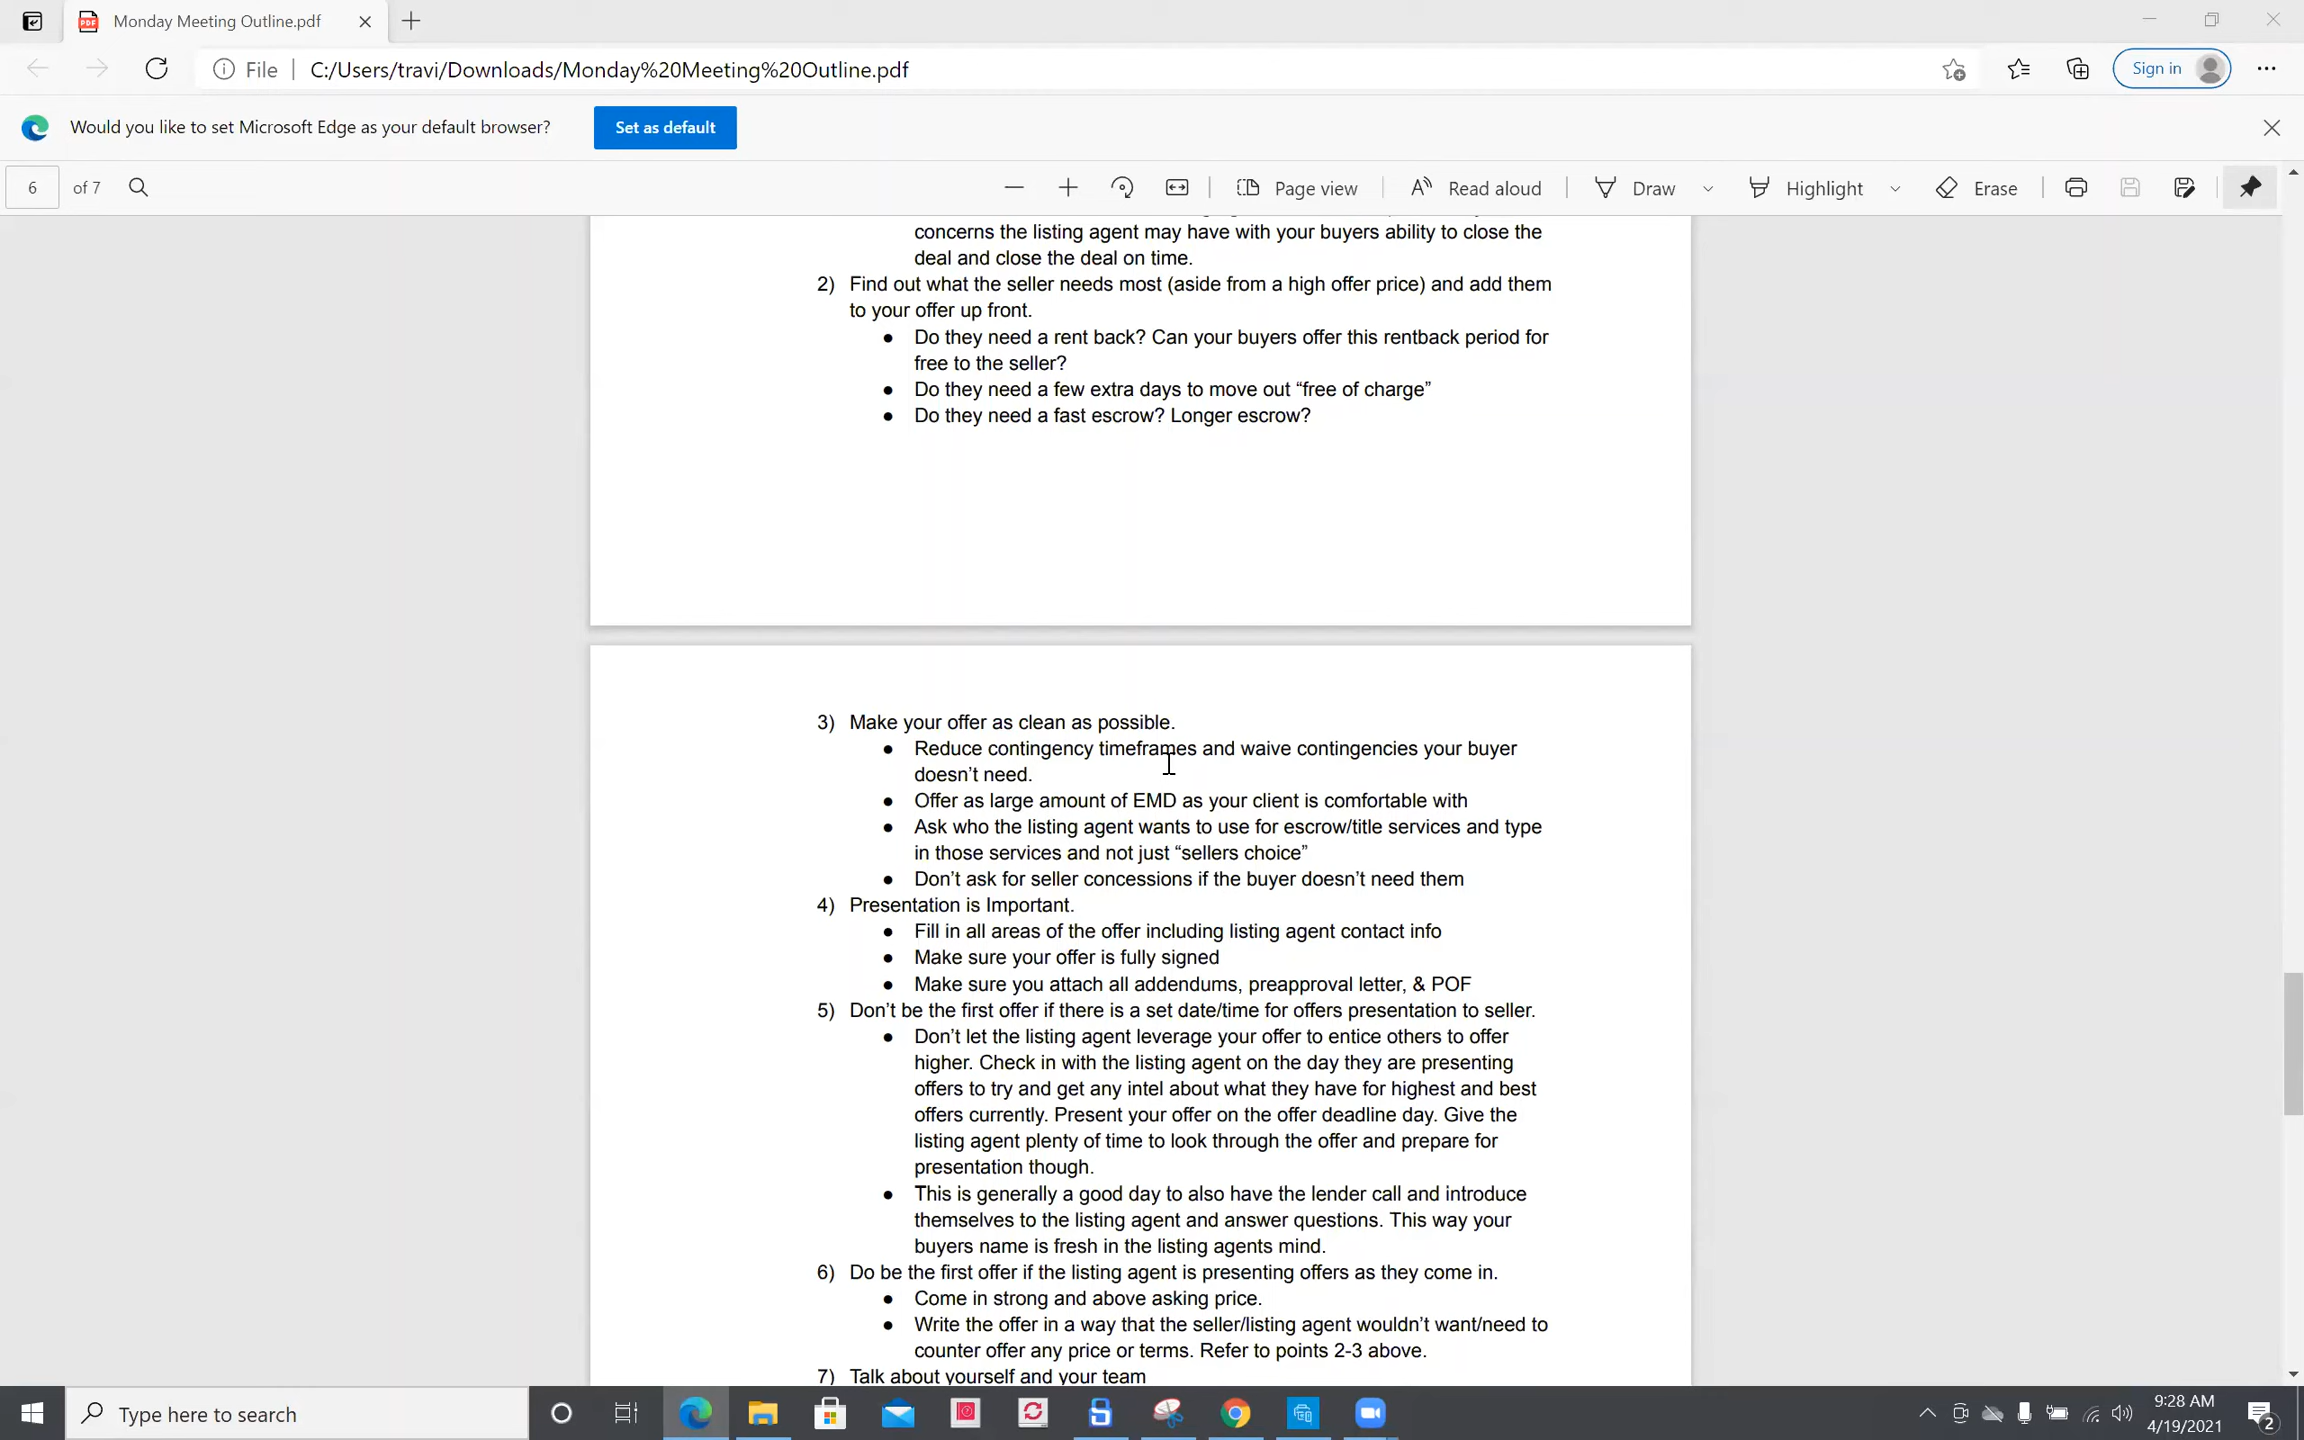 Monday Meeting Outline.pdf
File
C:/Users/travi/Downloads/Monday%20Meeting%20Outline.pdf
Sign in
Would you like to set Microsoft Edge as your default browser?
Set as default
6 of 7
Page view
Read aloud
Draw
Highlight
Erase
concerns the listing agent may have with your buyers ability to close the
deal and close the deal on time.
2) Find out what the seller needs most (aside from a high offer price) and add them
to your offer up front.
● Do they need a rent back? Can your buyers offer this rentback period for
free to the seller?
● Do they need a few extra days to move out “free of charge”
● Do they need a fast escrow? Longer escrow?
3) Make your offer as clean as possible.
● Reduce contingency timeframes and waive contingencies your buyer
doesn’t need.
● Offer as large amount of EMD as your client is comfortable with
● Ask who the listing agent wants to use for escrow/title services and type
in those services and not just “sellers choice”
● Don’t ask for seller concessions if the buyer doesn’t need them
4) Presentation is Important.
● Fill in all areas of the offer including listing agent contact info
● Make sure your offer is fully signed
● Make sure you attach all addendums, preapproval letter, & POF
5) Don’t be the first offer if there is a set date/time for offers presentation to seller.
● Don’t let the listing agent leverage your offer to entice others to offer
higher. Check in with the listing agent on the day they are presenting
offers to try and get any intel about what they have for highest and best
offers currently. Present your offer on the offer deadline day. Give the
listing agent plenty of time to look through the offer and prepare for
presentation though.
● This is generally a good day to also have the lender call and introduce
themselves to the listing agent and answer questions. This way your
buyers name is fresh in the listing agents mind.
6) Do be the first offer if the listing agent is presenting offers as they come in.
● Come in strong and above asking price.
● Write the offer in a way that the seller/listing agent wouldn’t want/need to
counter offer any price or terms. Refer to points 2-3 above.
7) Talk about yourself and your team
Type here to search
9:28 AM
4/19/2021
2